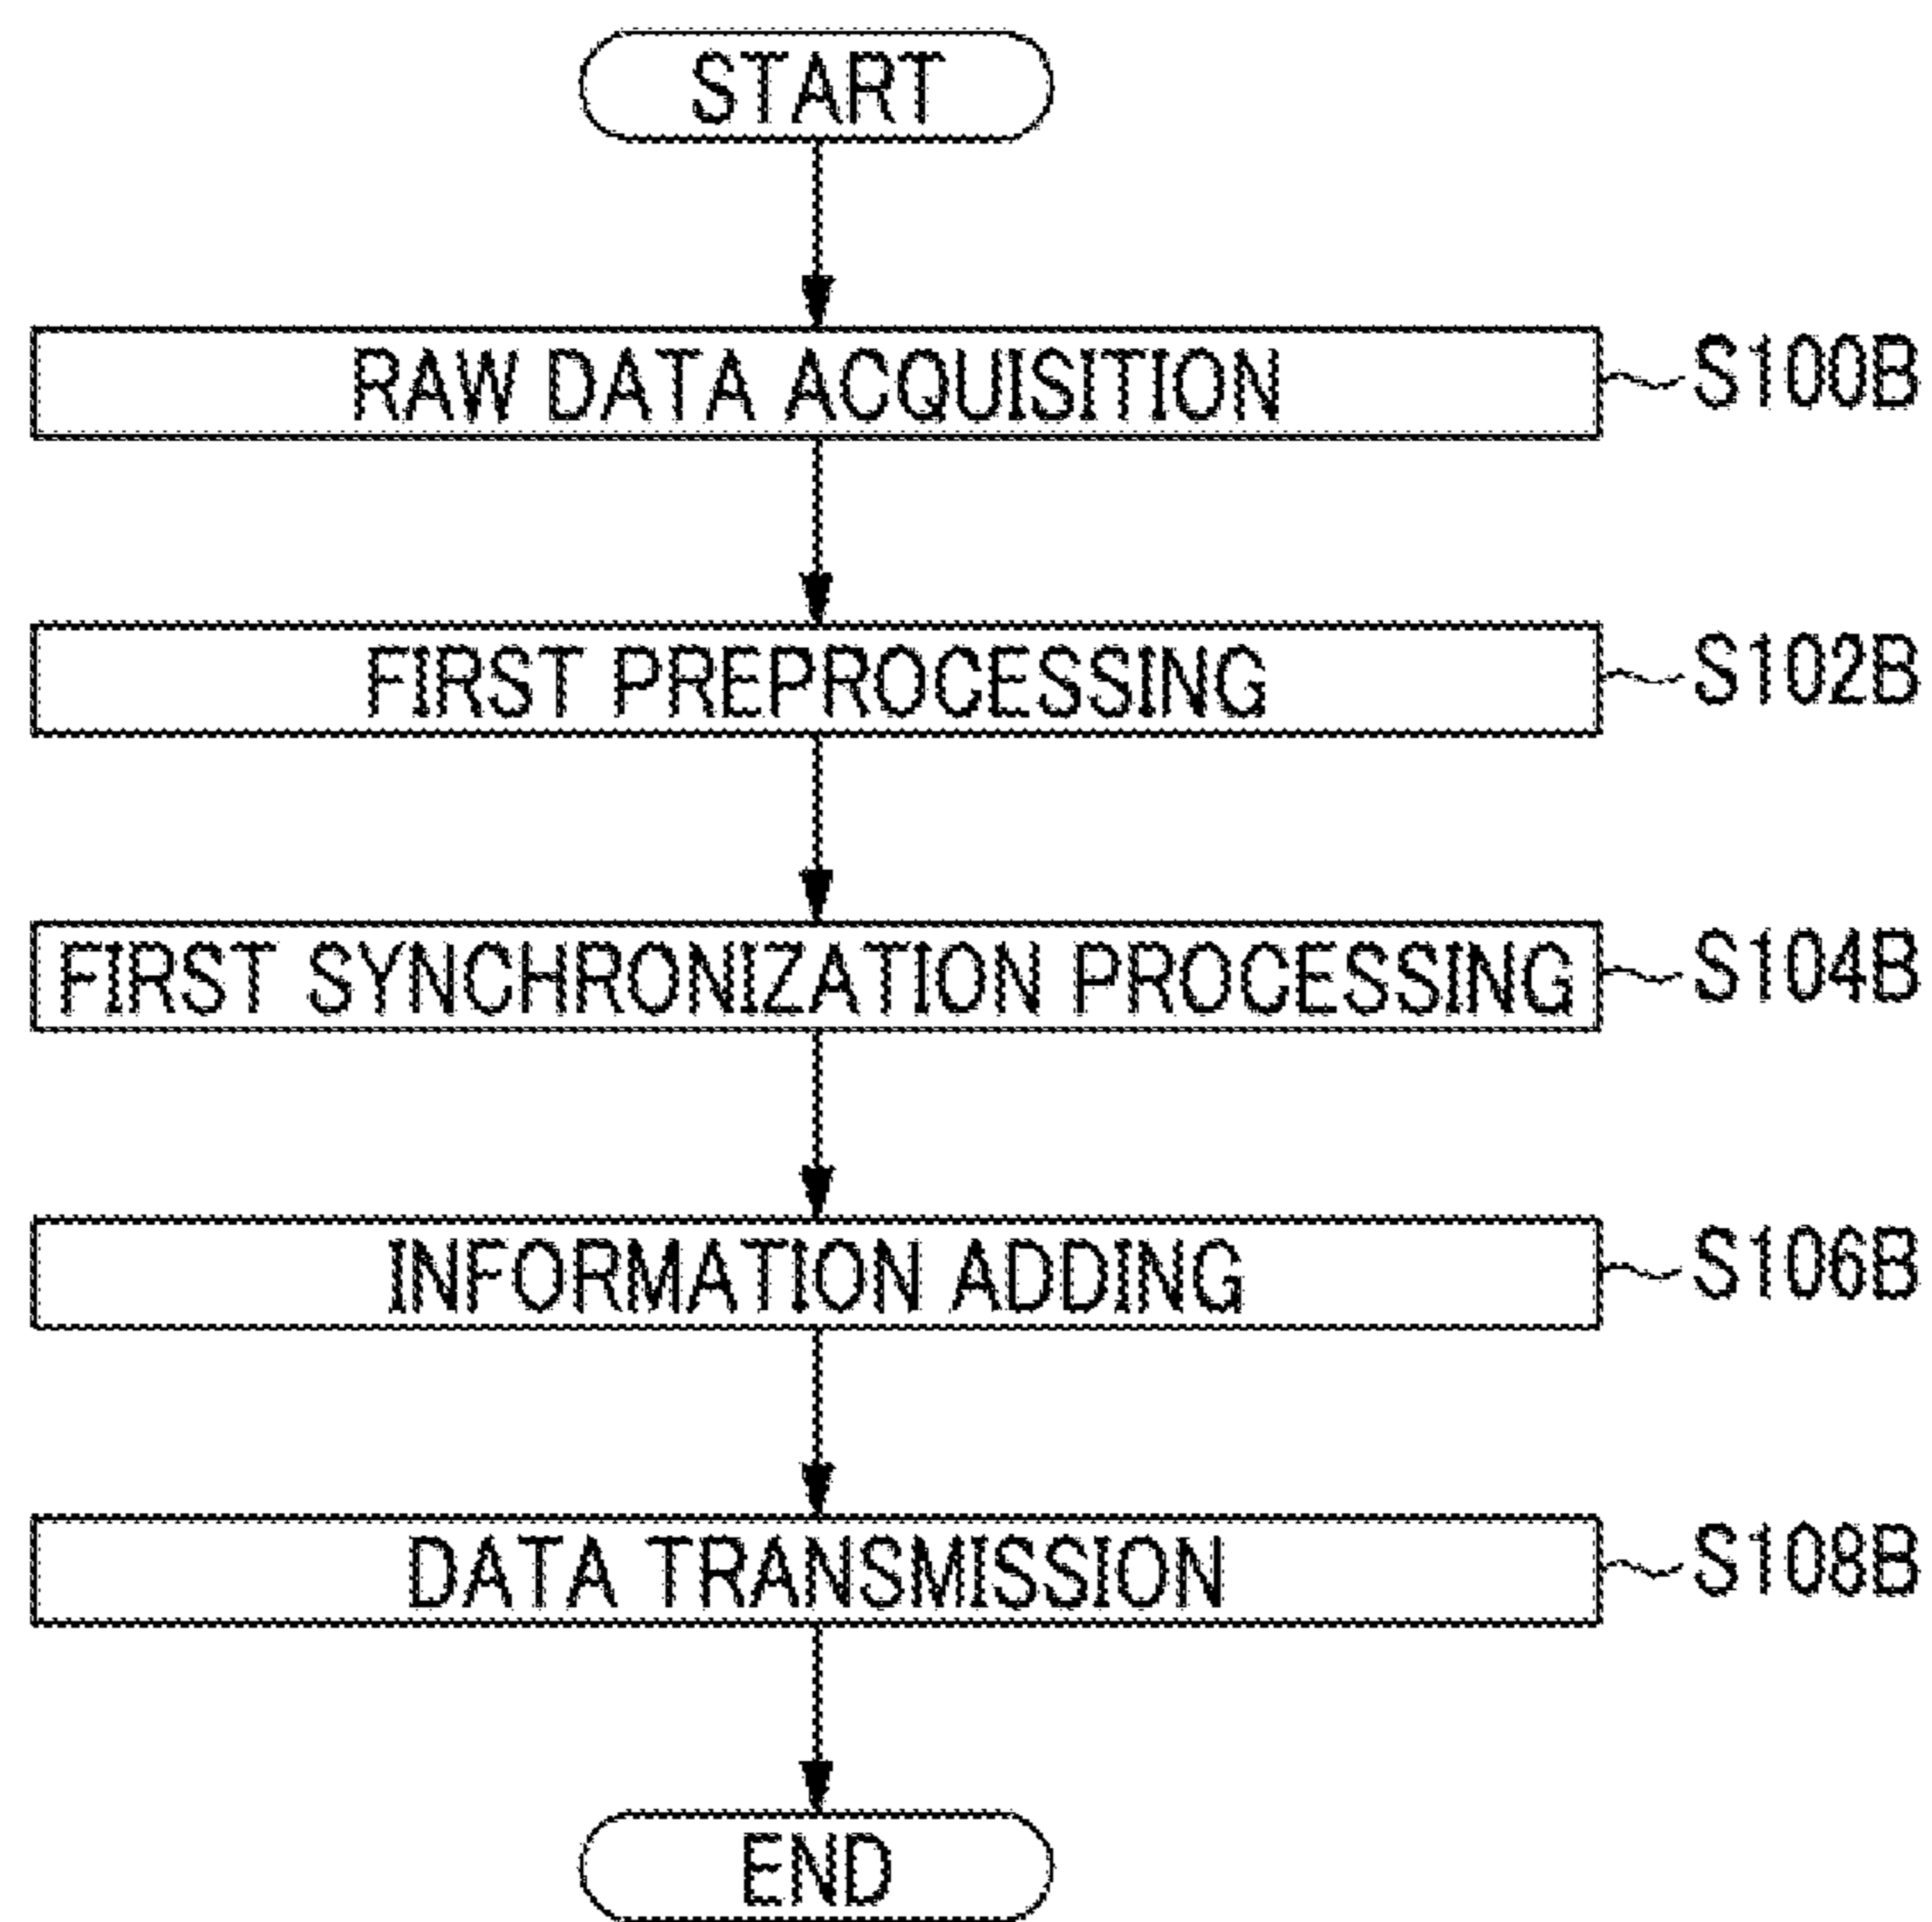 START
RAW DATA ACQUISITION S100B
FIRST PREPROCESSING S102B
FIRST SYNCHRONIZATION PROCESSING S104B
INFORMATION ADDING S106B
DATA TRANSMISSION S108B
END